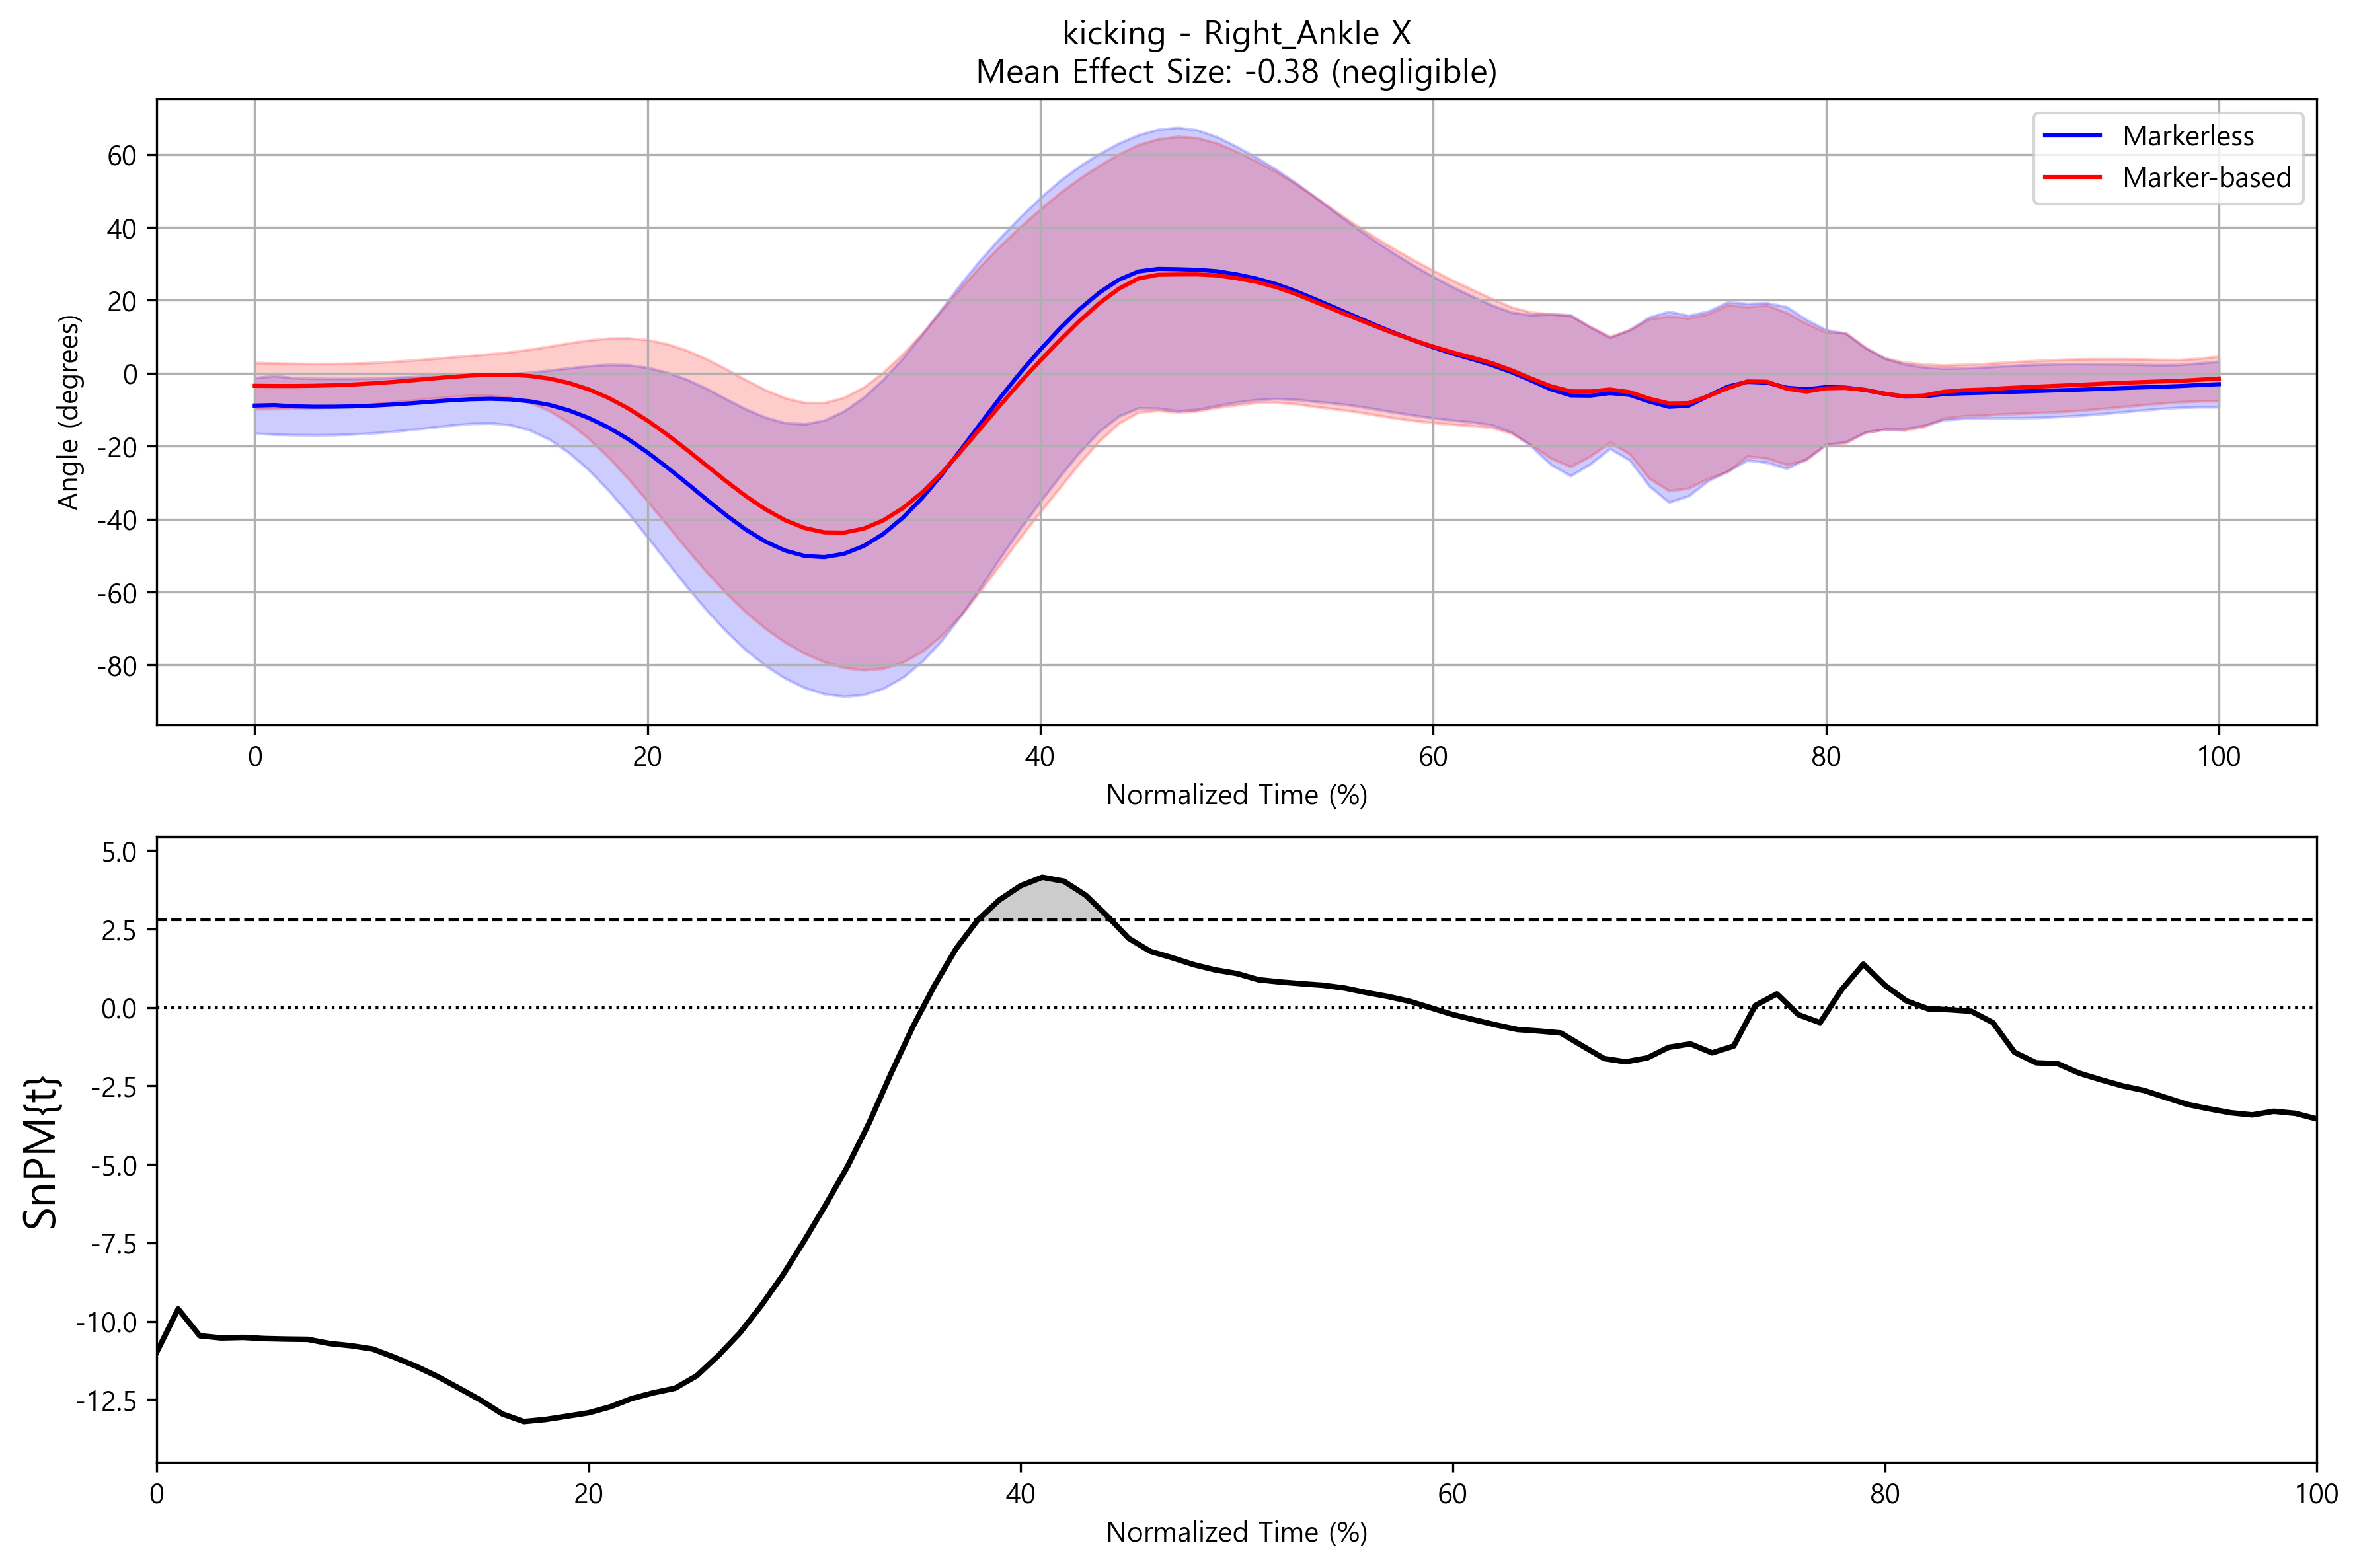 kicking - Right_Ankle X
Mean Effect Size: -0.38 (negligible)
Markerless
Marker-based
Angle (degrees)
60
40
20
0
-20
-40
-60
-80
0 20 40 60 80 100
Normalized Time (%)
SnPM{t}
5.0
2.5
0.0
-2.5
-5.0
-7.5
-10.0
-12.5
0 20 40 60 80 100
Normalized Time (%)